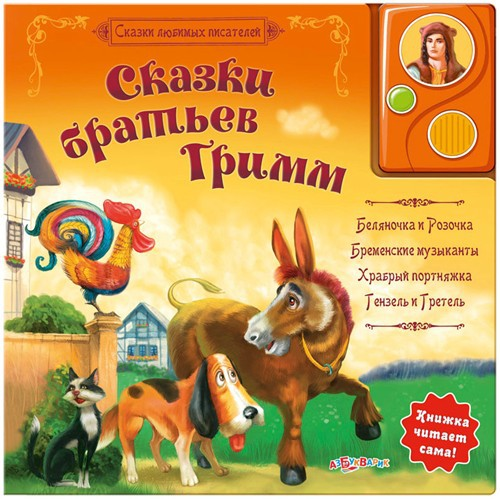 Сказки любимых писателей
Сказки
братьев
Гримм
Беляночка и Розочка
Бременские музыканты
Храбрый портняжка
Гензель и Гретель
Книжка
читает
сама!
АЗБУКВАРИК